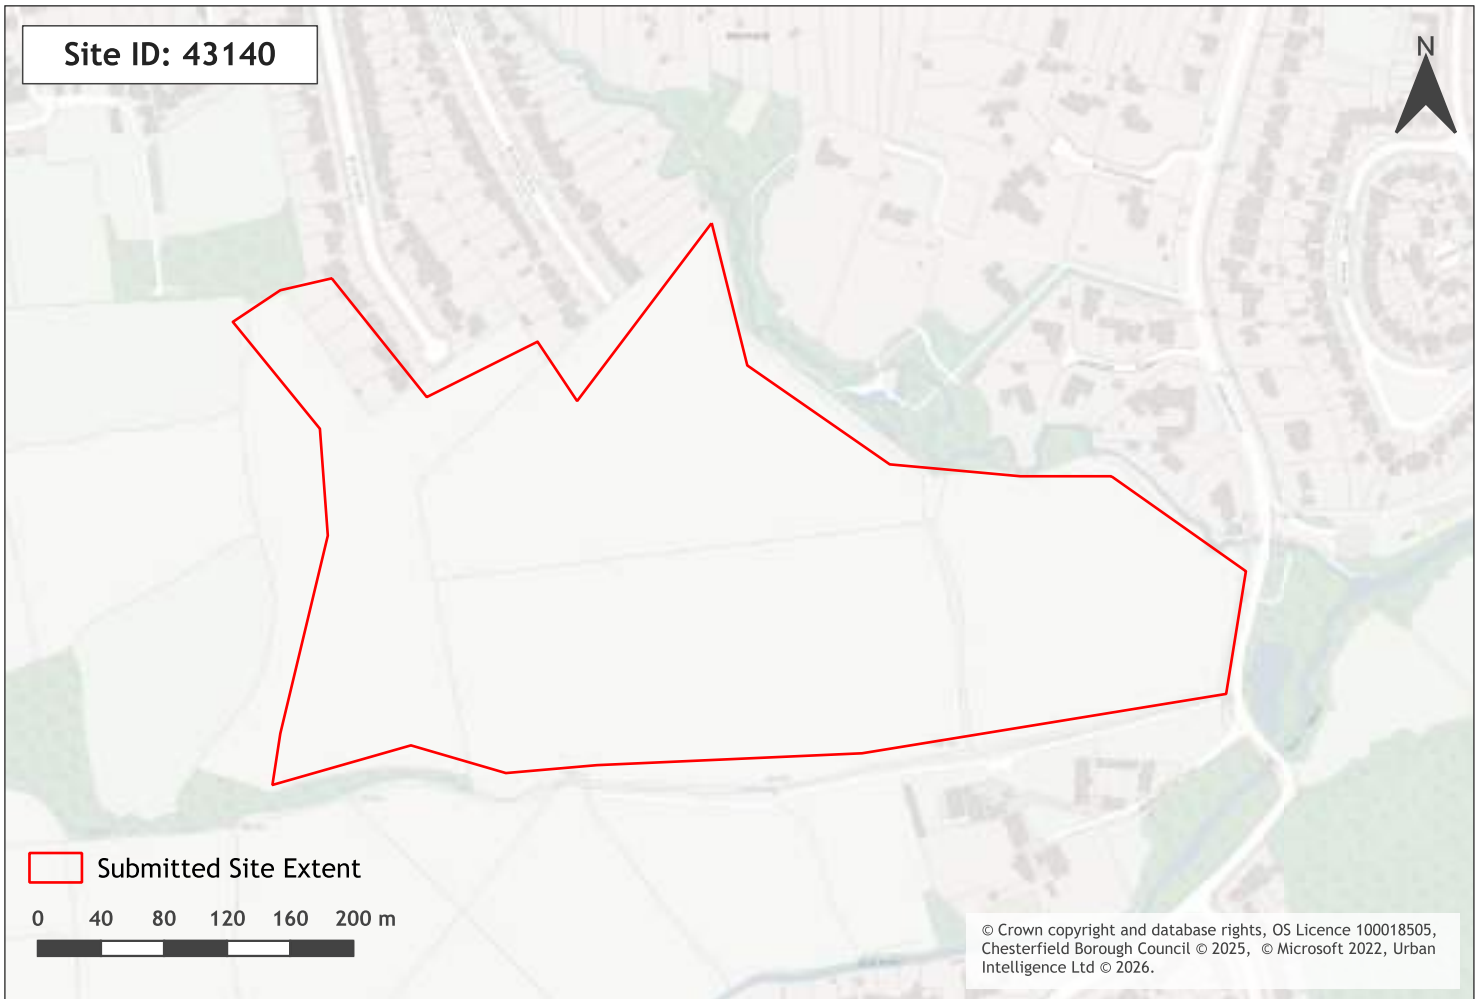 Site ID: 43140
N
Submitted Site Extent
0 40 80 120 160 200 m
© Crown copyright and database rights, OS Licence 100018505,
Chesterfield Borough Council © 2025, © Microsoft 2022, Urban
Intelligence Ltd © 2026.